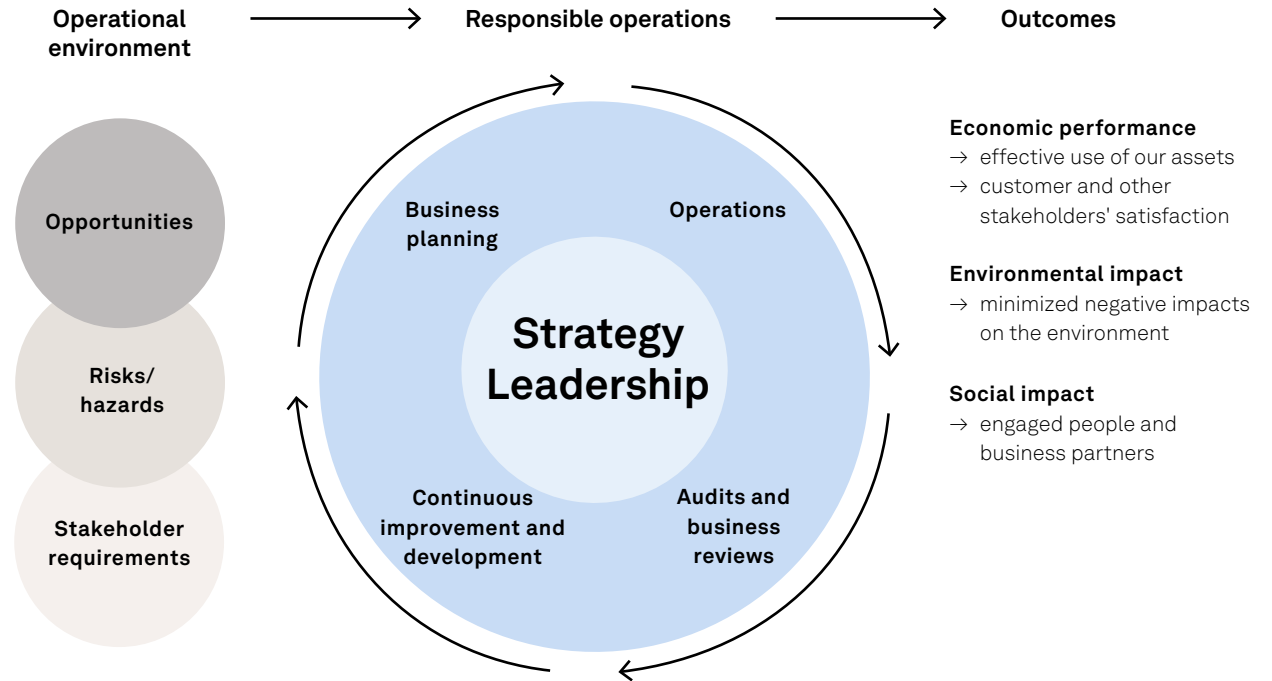 Operational
environment
Responsible operations
Outcomes
Opportunities
Risks/
hazards
Stakeholder
requirements
Business
planning
Operations
Strategy
Leadership
Continuous
improvement and
development
Audits and
business
reviews
Economic performance
→ effective use of our assets
→ customer and other
stakeholders' satisfaction
Environmental impact
→ minimized negative impacts
on the environment
Social impact
→ engaged people and
business partners